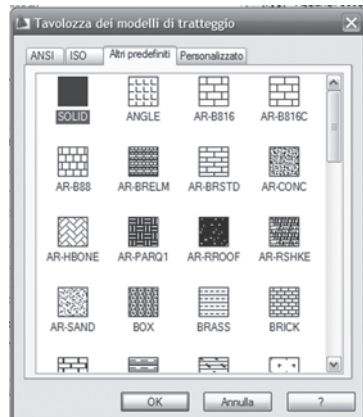 Tavolozza dei modelli di tratteggio
ANSI ISO Altri predefiniti Personalizzato
SOLID ANGLE AR-B816 AR-B816C
AR-B88 AR-BRELM AR-BRSTD AR-CONC
AR-HBONE AR-PARQ1 AR-RROOF AR-RSHKE
AR-SAND BOX BRASS BRICK
OK Annulla ?